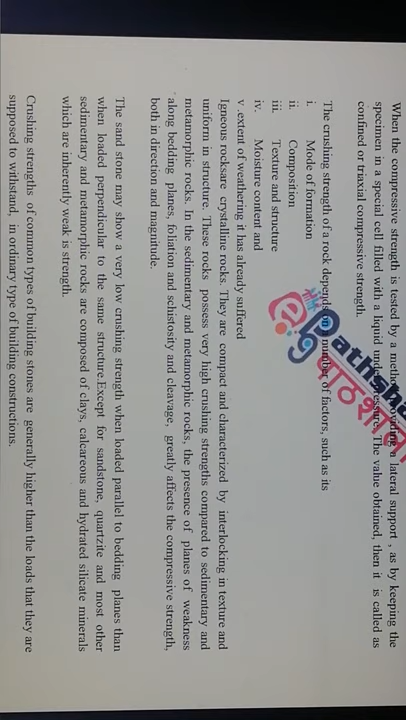 When the compressive strength is tested by a method providing a lateral support , as by keeping the
specimen in a special cell filled with a liquid under pressure. The value obtained, then it is called as
confined or triaxial compressive strength.
The crushing strength of a rock depends on number of factors, such as its
i. Mode of formation
ii. Composition
iii. Texture and structure
iv. Moisture content and
v .extent of weathering it has already suffered
Igneous rocksare crystalline rocks. They are compact and characterized by interlocking in texture and
uniform in structure. These rocks possess very high crushing strengths compared to sedimentary and
metamorphic rocks. In the sedimentary and metamorphic rocks, the presence of planes of weakness
along bedding planes, foliation and schistosity and cleavage, greatly affects the compressive strength,
both in direction and magnitude.
The sand stone may show a very low crushing strength when loaded parallel to bedding planes than
when loaded perpendicular to the same structure.Except for sandstone, quartzite and most other
sedimentary and metamorphic rocks are composed of clays, calcareous and hydrated silicate minerals
which are inherently weak is strength.
Crushing strengths of common types of building stones are generally higher than the loads that they are
supposed to withstand, in ordinary type of building constructions.
Pathsha
पाठशाला